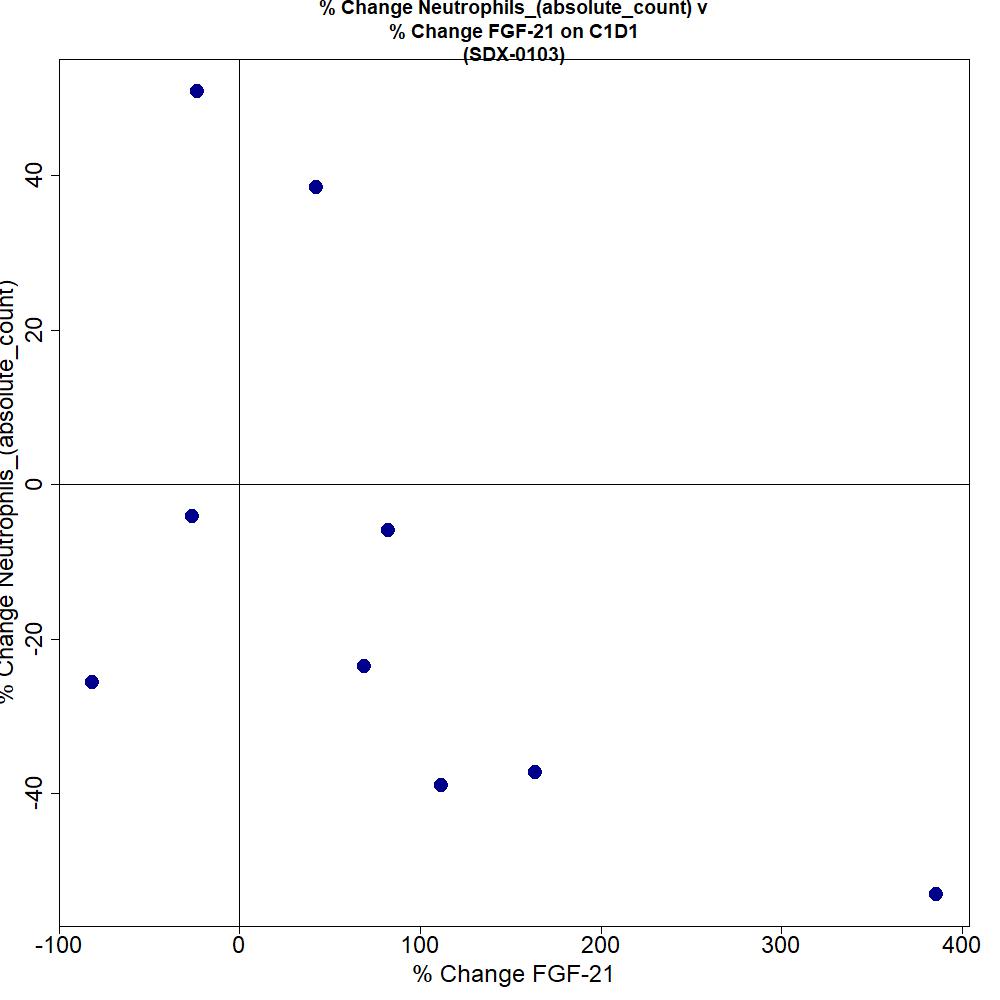 % Change Neutrophils_(absolute_count) v
% Change FGF-21 on C1D1
(SDX-0103)
% Change Neutrophils_(absolute_count)
40
20
0
-20
-40
-100
0
100
200
300
400
% Change FGF-21